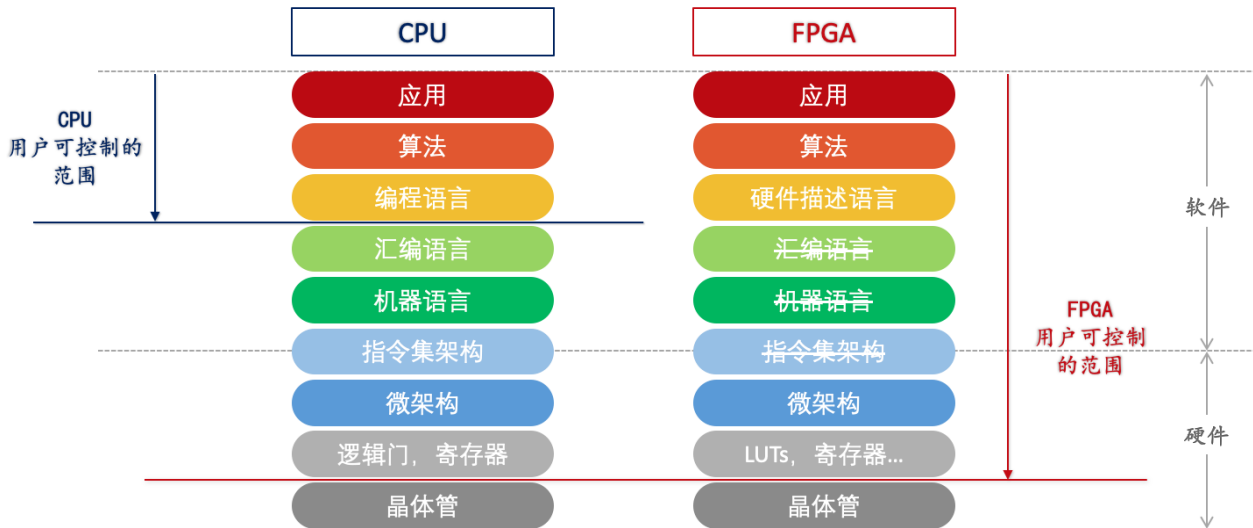 CPU
FPGA
应用
应用
CPU
用户可控制的
范围
算法
算法
编程语言
硬件描述语言
软件
汇编语言
汇编语言
机器语言
机器语言
FPGA
用户可控制
的范围
指令集架构
指令集架构
微架构
微架构
硬件
逻辑门，寄存器
LUTs，寄存器...
晶体管
晶体管